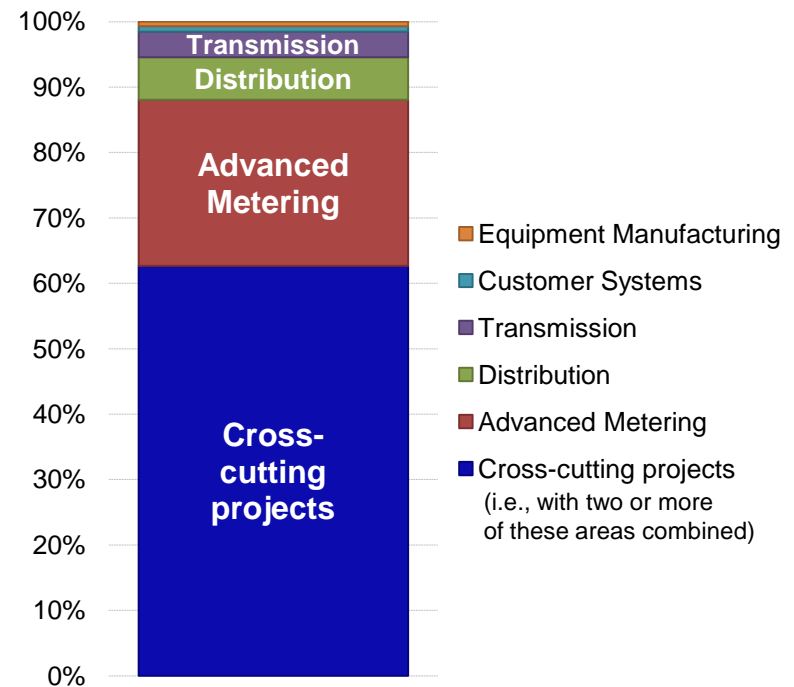 100%
90%
80%
70%
60%
50%
40%
30%
20%
10%
0%
Transmission
Distribution
Advanced
Metering
Cross-
cutting
projects
Equipment Manufacturing
Customer Systems
Transmission
Distribution
Advanced Metering
Cross-cutting projects
(i.e., with two or more
of these areas combined)